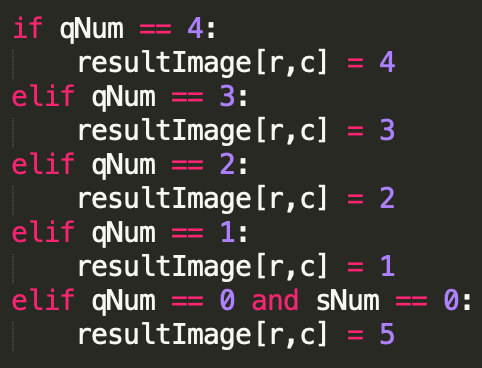 if qNum == 4:
    resultImage[r,c] = 4
elif qNum == 3:
    resultImage[r,c] = 3
elif qNum == 2:
    resultImage[r,c] = 2
elif qNum == 1:
    resultImage[r,c] = 1
elif qNum == 0 and sNum == 0:
    resultImage[r,c] = 5